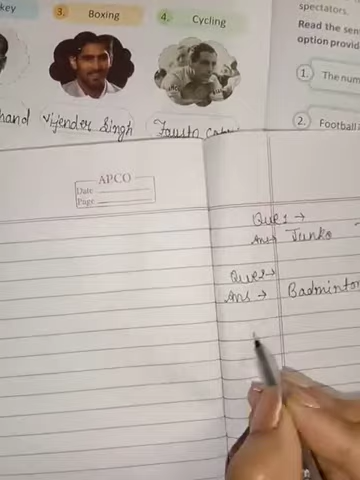 key
3. Boxing
4. Cycling
spectators.
Read the sen
option provid
1. The num
2. Football
hand
Vijender Singh
Fausto
APCO
Date
Page
Que 1 →
Ans → Junko
Que 2 →
Ans → Badminton